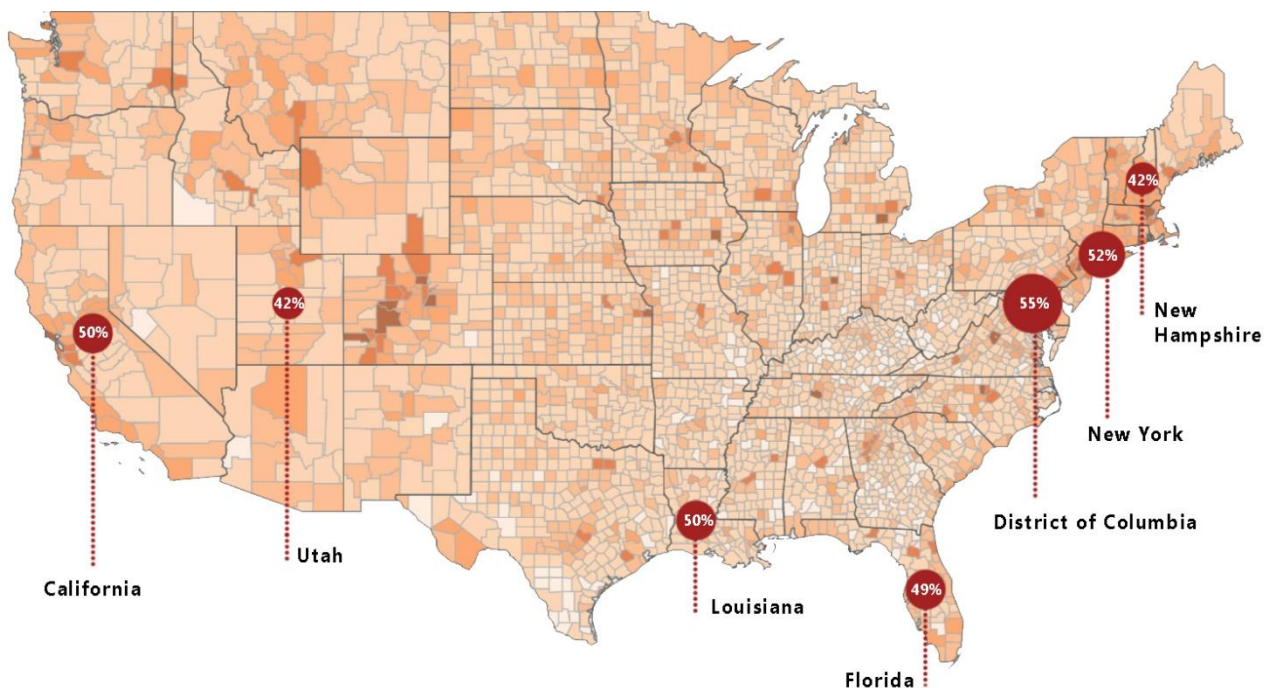 42%
52%
55%
42%
50%
New
Hampshire
New York
50%
District of Columbia
Utah
California
Louisiana
49%
Florida